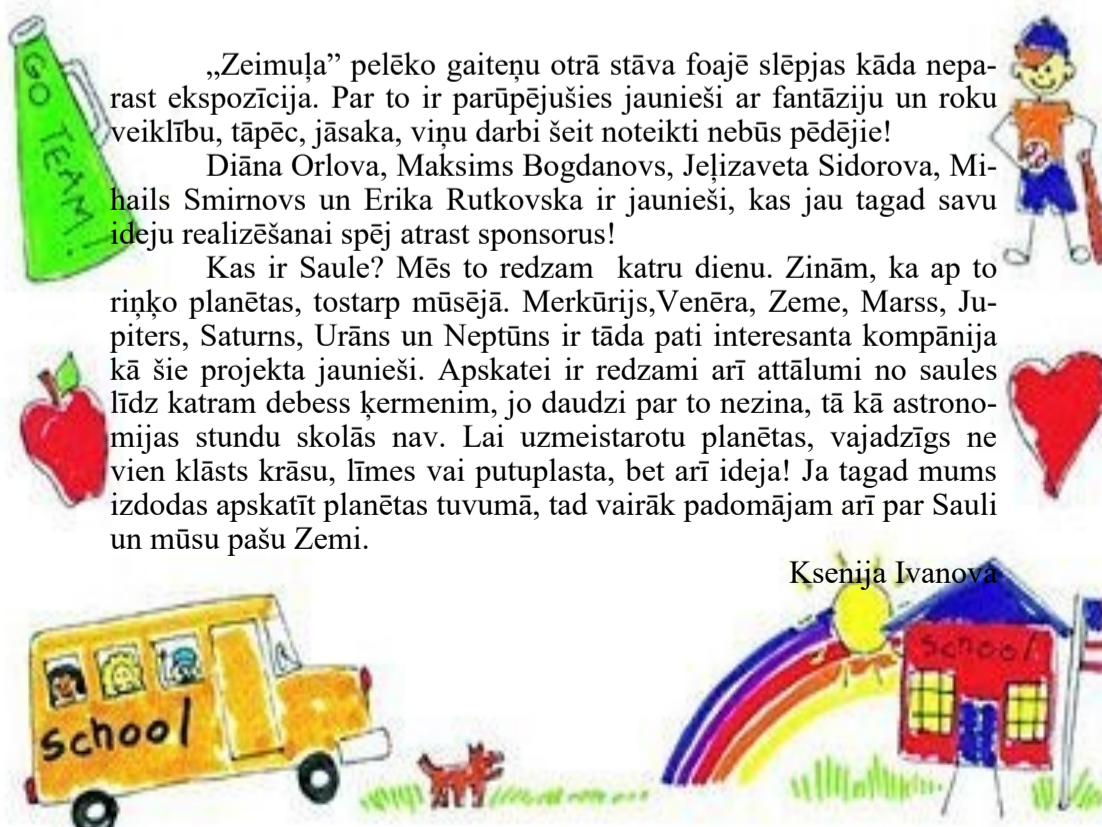 „Zeimuļa” pelēko gaiteņu otrā stāva foajē slēpjas kāda nepa-
rast ekspozīcija. Par to ir parūpējušies jaunieši ar fantāziju un roku
veiklību, tāpēc, jāsaka, viņu darbi šeit noteikti nebūs pēdējie!
Diāna Orlova, Maksims Bogdanovs, Jeļizaveta Sidorova, Mi-
hails Smirnovs un Erika Rutkovska ir jaunieši, kas jau tagad savu
ideju realizēšanai spēj atrast sponsorus!
Kas ir Saule? Mēs to redzam  katru dienu. Zinām, ka ap to
riņķo planētas, tostarp mūsējā. Merkūrijs,Venēra, Zeme, Marss, Ju-
piters, Saturns, Urāns un Neptūns ir tāda pati interesanta kompānija
kā šie projekta jaunieši. Apskatei ir redzami arī attālumi no saules
līdz katram debess ķermenim, jo daudzi par to nezina, tā kā astrono-
mijas stundu skolās nav. Lai uzmeistarotu planētas, vajadzīgs ne
vien klāsts krāsu, līmes vai putuplasta, bet arī ideja! Ja tagad mums
izdodas apskatīt planētas tuvumā, tad vairāk padomājam arī par Sauli
un mūsu pašu Zemi.
Ksenija Ivanova
GO TEAM!
school
school